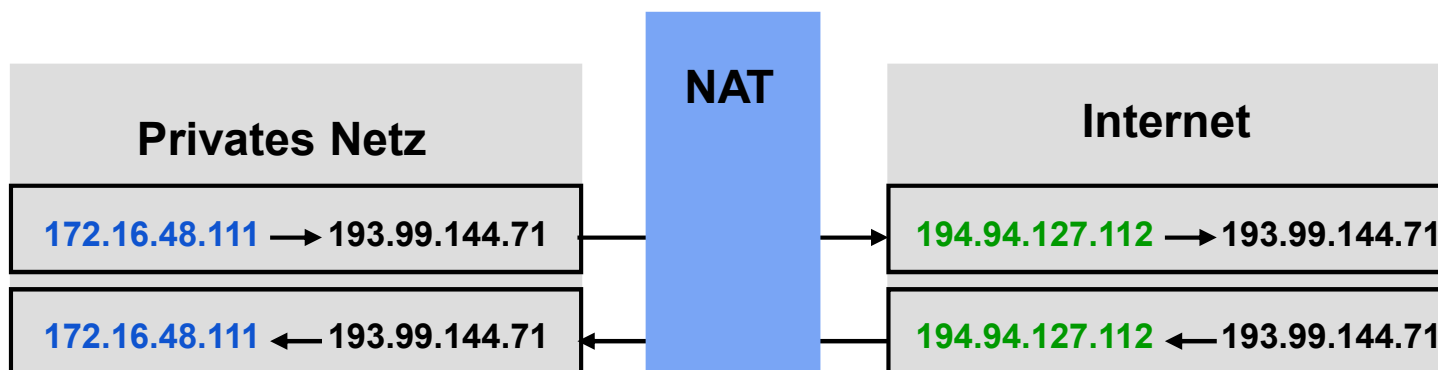 NAT
Privates Netz
Internet
172.16.48.111 → 193.99.144.71
194.94.127.112 → 193.99.144.71
172.16.48.111 ← 193.99.144.71
194.94.127.112 ← 193.99.144.71